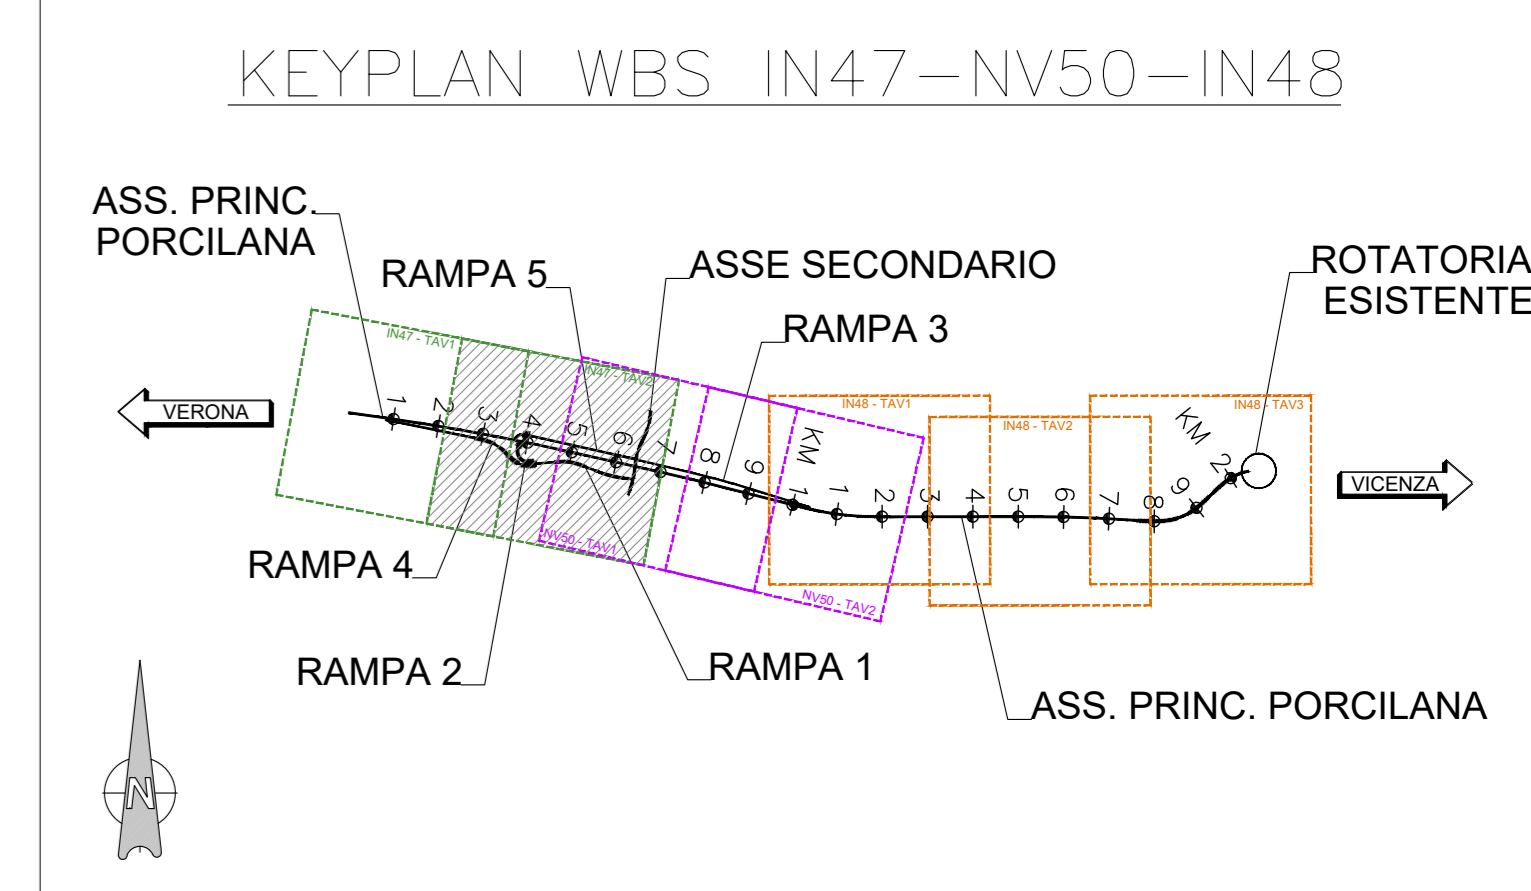 KEYPLAN WBS IN47-NV50-IN48
ASS. PRINC.
PORCILANA
RAMPA 5
ASSE SECONDARIO
RAMPA 3
ROTATORIA
ESISTENTE
IN47 - TAV1
IN47 - TAV2
IN48 - TAV1
IN48 - TAV2
IN48 - TAV3
VERONA
1
2
3
4
5
6
7
8
9
KM
1
1
2
3
4
5
6
7
8
9
KM
2
VICENZA
NV50 - TAV1
NV50 - TAV2
RAMPA 4
RAMPA 2
RAMPA 1
ASS. PRINC. PORCILANA
N